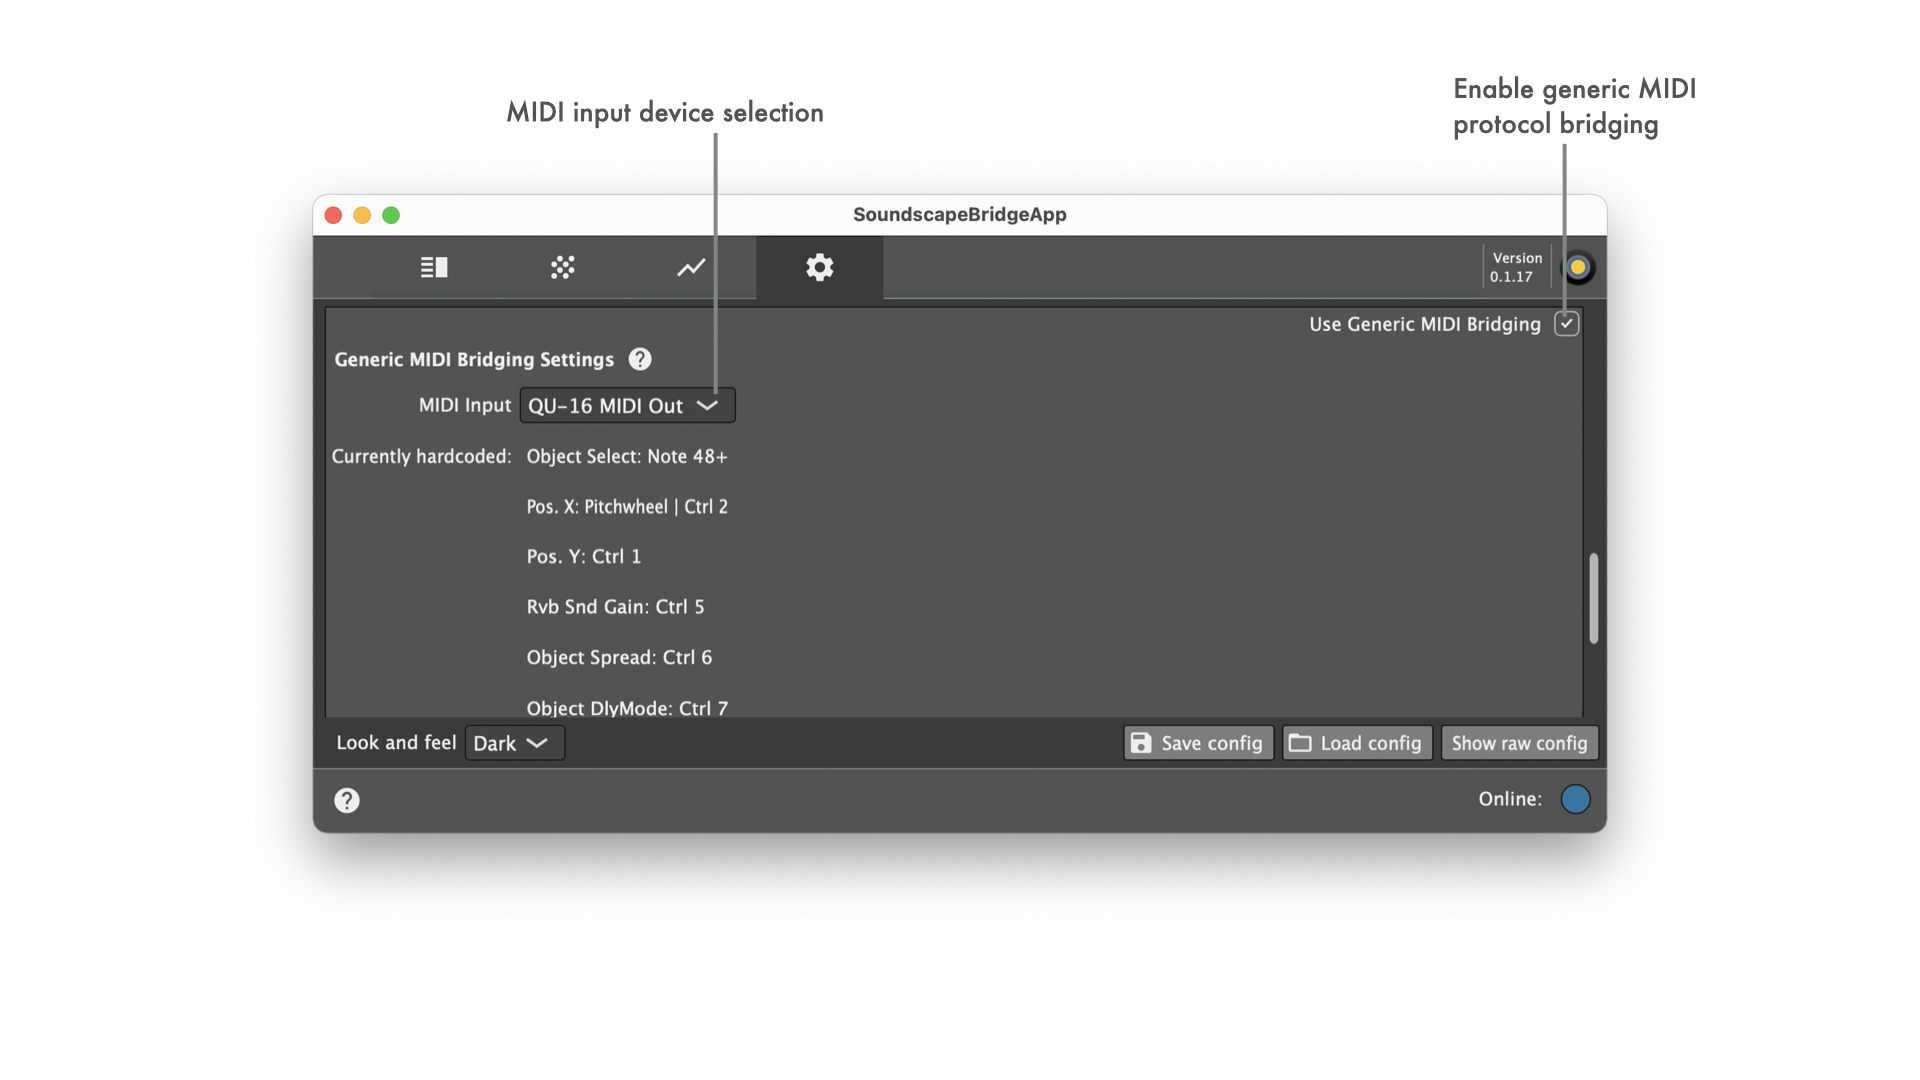 Enable generic MIDI
protocol bridging
MIDI input device selection
SoundscapeBridgeApp
Version
0.1.17
Use Generic MIDI Bridging
Generic MIDI Bridging Settings ?
MIDI Input QU-16 MIDI Out
Currently hardcoded: Object Select: Note 48+
Pos. X: Pitchwheel | Ctrl 2
Pos. Y: Ctrl 1
Rvb Snd Gain: Ctrl 5
Object Spread: Ctrl 6
Object DlyMode: Ctrl 7
Look and feel Dark Save config Load config Show raw config
? Online: